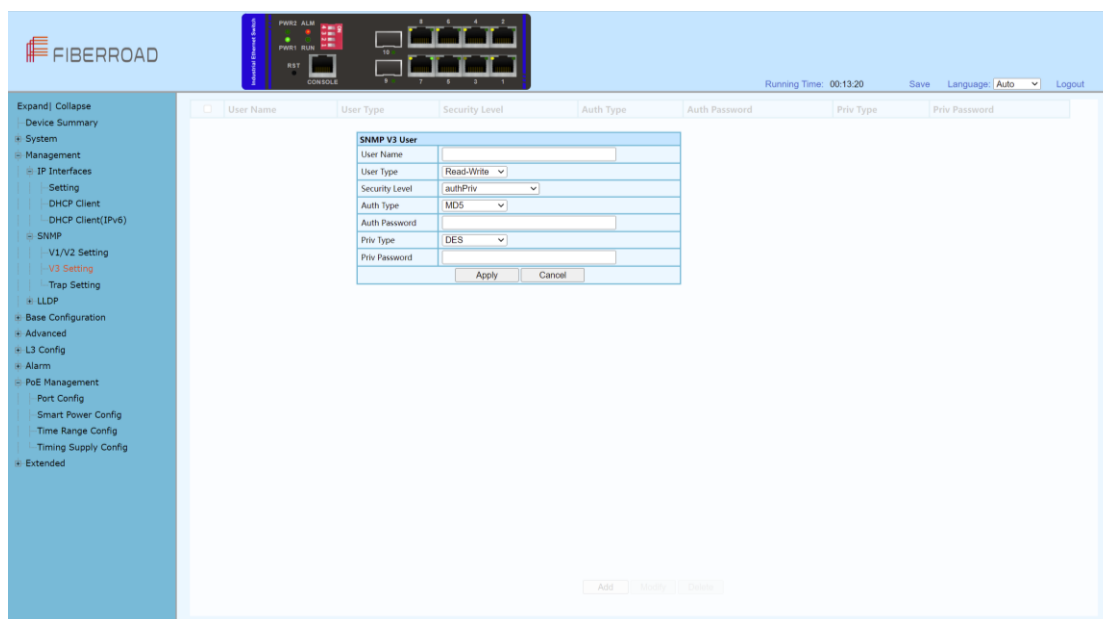 FIBERROAD
Industrial Ethernet Switch
PWR2 ALM
PWR1 RUN
RST
CONSOLE
10
9
8 6 4 2
7 5 3 1
Running Time: 00:13:20 Save Language: Auto Logout
Expand| Collapse
Device Summary
System
Management
IP Interfaces
Setting
DHCP Client
DHCP Client(IPv6)
SNMP
V1/V2 Setting
V3 Setting
Trap Setting
LLDP
Base Configuration
Advanced
L3 Config
Alarm
PoE Management
Port Config
Smart Power Config
Time Range Config
Timing Supply Config
Extended
User Name User Type Security Level Auth Type Auth Password Priv Type Priv Password
SNMP V3 User
User Name
User Type Read-Write
Security Level authPriv
Auth Type MD5
Auth Password
Priv Type DES
Priv Password
Apply Cancel
Add Modify Delete